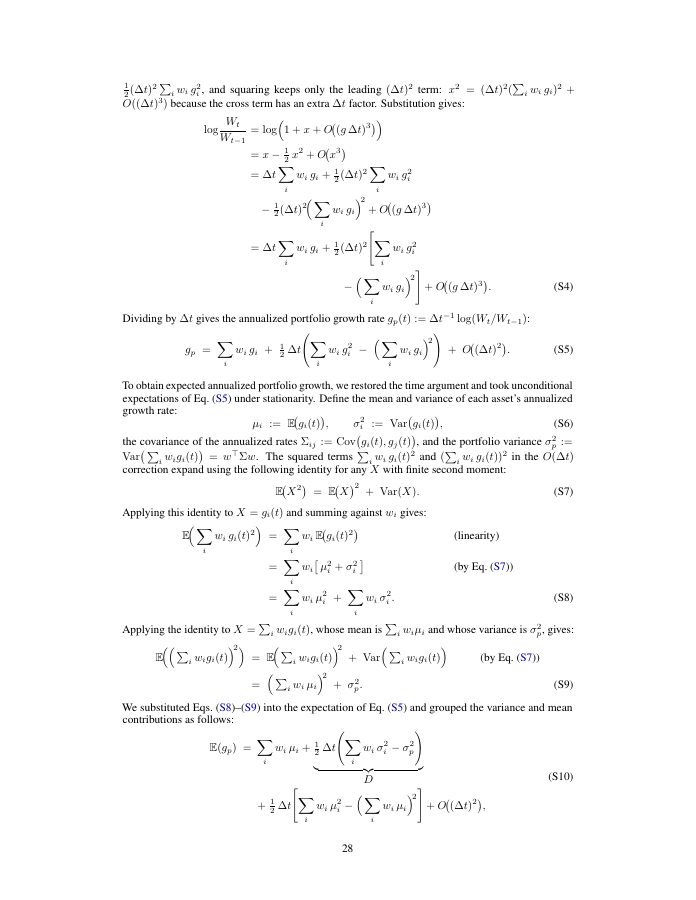 ½(Δt)² ∑ᵢ wᵢ gᵢ², and squaring keeps only the leading (Δt)² term: x² = (Δt)²(∑ᵢ wᵢ gᵢ)² +
O((Δt)³) because the cross term has an extra Δt factor. Substitution gives:
log Wₜ/Wₜ₋₁ = log(1 + x + O((g Δt)³))
= x − ½ x² + O(x³)
= Δt ∑ᵢ wᵢ gᵢ + ½(Δt)² ∑ᵢ wᵢ gᵢ²
− ½(Δt)²(∑ᵢ wᵢ gᵢ)² + O((g Δt)³)
= Δt ∑ᵢ wᵢ gᵢ + ½(Δt)²[∑ᵢ wᵢ gᵢ²
− (∑ᵢ wᵢ gᵢ)²] + O((g Δt)³). (S4)
Dividing by Δt gives the annualized portfolio growth rate gₚ(t) := Δt⁻¹ log(Wₜ/Wₜ₋₁):
gₚ = ∑ᵢ wᵢ gᵢ + ½ Δt(∑ᵢ wᵢ gᵢ² − (∑ᵢ wᵢ gᵢ)²) + O((Δt)²). (S5)
To obtain expected annualized portfolio growth, we restored the time argument and took unconditional
expectations of Eq. (S5) under stationarity. Define the mean and variance of each asset's annualized
growth rate:
μᵢ := 𝔼(gᵢ(t)), σᵢ² := Var(gᵢ(t)), (S6)
the covariance of the annualized rates Σᵢⱼ := Cov(gᵢ(t), gⱼ(t)), and the portfolio variance σₚ² :=
Var(∑ᵢ wᵢgᵢ(t)) = w⊤Σw. The squared terms ∑ᵢ wᵢ gᵢ(t)² and (∑ᵢ wᵢ gᵢ(t))² in the O(Δt)
correction expand using the following identity for any X with finite second moment:
𝔼(X²) = 𝔼(X)² + Var(X). (S7)
Applying this identity to X = gᵢ(t) and summing against wᵢ gives:
𝔼(∑ᵢ wᵢ gᵢ(t)²) = ∑ᵢ wᵢ 𝔼(gᵢ(t)²) (linearity)
= ∑ᵢ wᵢ[μᵢ² + σᵢ²] (by Eq. (S7))
= ∑ᵢ wᵢ μᵢ² + ∑ᵢ wᵢ σᵢ². (S8)
Applying the identity to X = ∑ᵢ wᵢgᵢ(t), whose mean is ∑ᵢ wᵢμᵢ and whose variance is σₚ², gives:
𝔼((∑ᵢ wᵢgᵢ(t))²) = 𝔼(∑ᵢ wᵢgᵢ(t))² + Var(∑ᵢ wᵢgᵢ(t)) (by Eq. (S7))
= (∑ᵢ wᵢ μᵢ)² + σₚ². (S9)
We substituted Eqs. (S8)–(S9) into the expectation of Eq. (S5) and grouped the variance and mean
contributions as follows:
𝔼(gₚ) = ∑ᵢ wᵢ μᵢ + ½ Δt(∑ᵢ wᵢ σᵢ² − σₚ²)
D
(S10)
+ ½ Δt[∑ᵢ wᵢ μᵢ² − (∑ᵢ wᵢ μᵢ)²] + O((Δt)²),
28